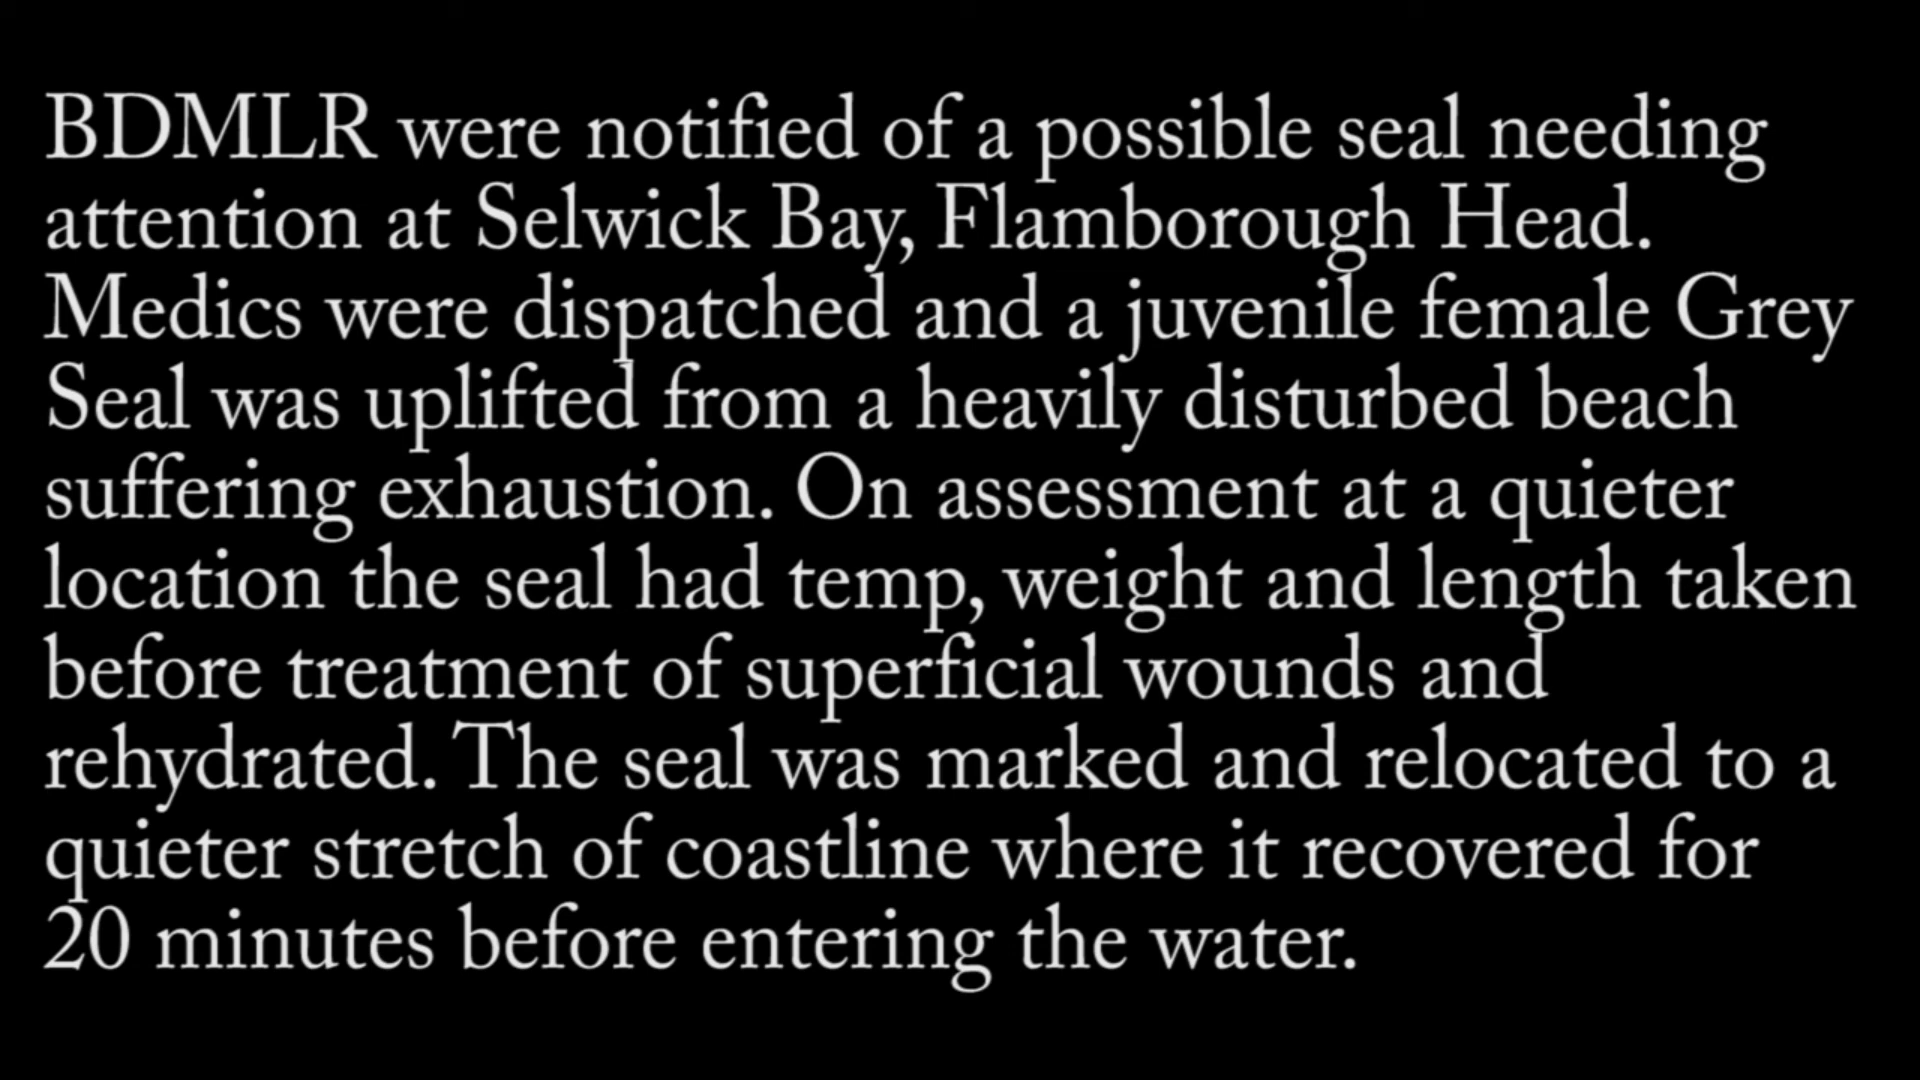 BDMLR were notified of a possible seal needing
attention at Selwick Bay, Flamborough Head.
Medics were dispatched and a juvenile female Grey
Seal was uplifted from a heavily disturbed beach
suffering exhaustion. On assessment at a quieter
location the seal had temp, weight and length taken
before treatment of superficial wounds and
rehydrated. The seal was marked and relocated to a
quieter stretch of coastline where it recovered for
20 minutes before entering the water.